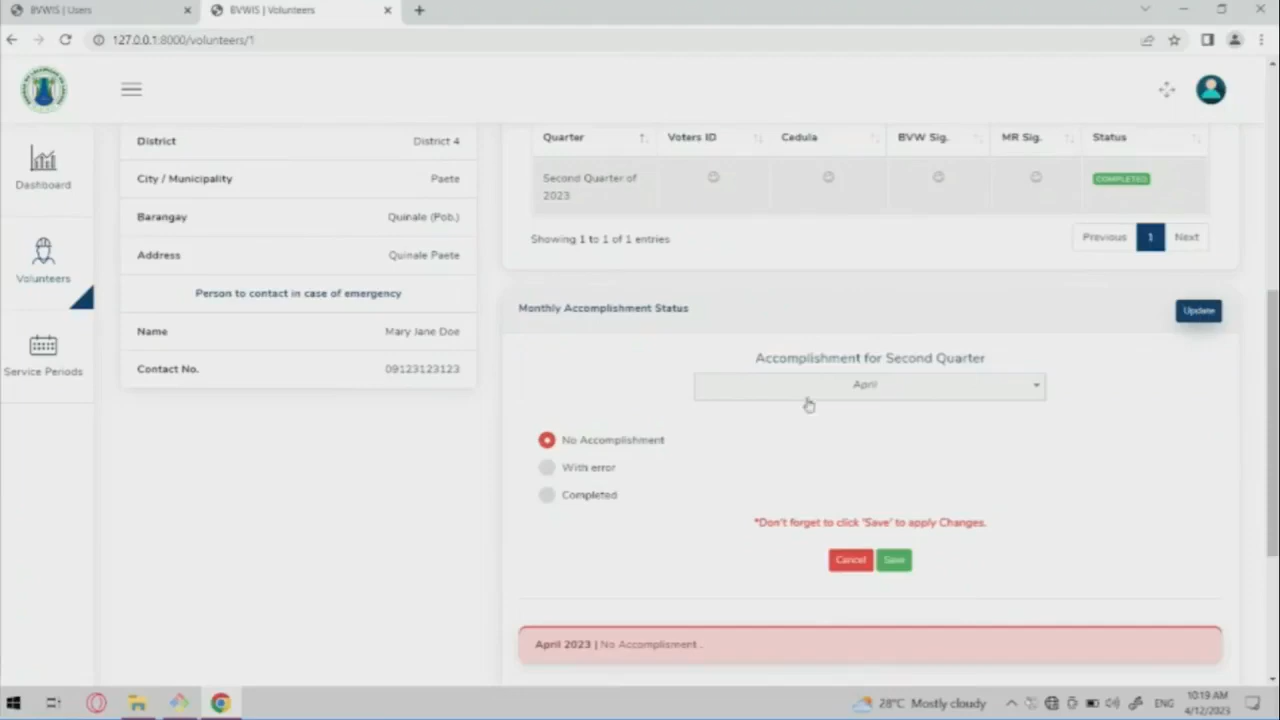 BVWIS | Users
BVWIS | Volunteers
127.0.0.1:8000/volunteers/1
Dashboard
Volunteers
Service Periods
District District 4
City / Municipality Paete
Barangay Quinale (Pob.)
Address Quinale Paete
Person to contact in case of emergency
Name Mary Jane Doe
Contact No. 09123123123
Quarter Voters ID Cedula BVW Sig. MR Sig. Status
Second Quarter of
2023
COMPLETED
Showing 1 to 1 of 1 entries
Previous 1 Next
Monthly Accomplishment Status
Update
Accomplishment for Second Quarter
April
No Accomplishment
With error
Completed
*Don't forget to click 'Save' to apply Changes.
Cancel Save
April 2023 | No Accomplisment .
28°C Mostly cloudy
ENG
10:19 AM
4/12/2023